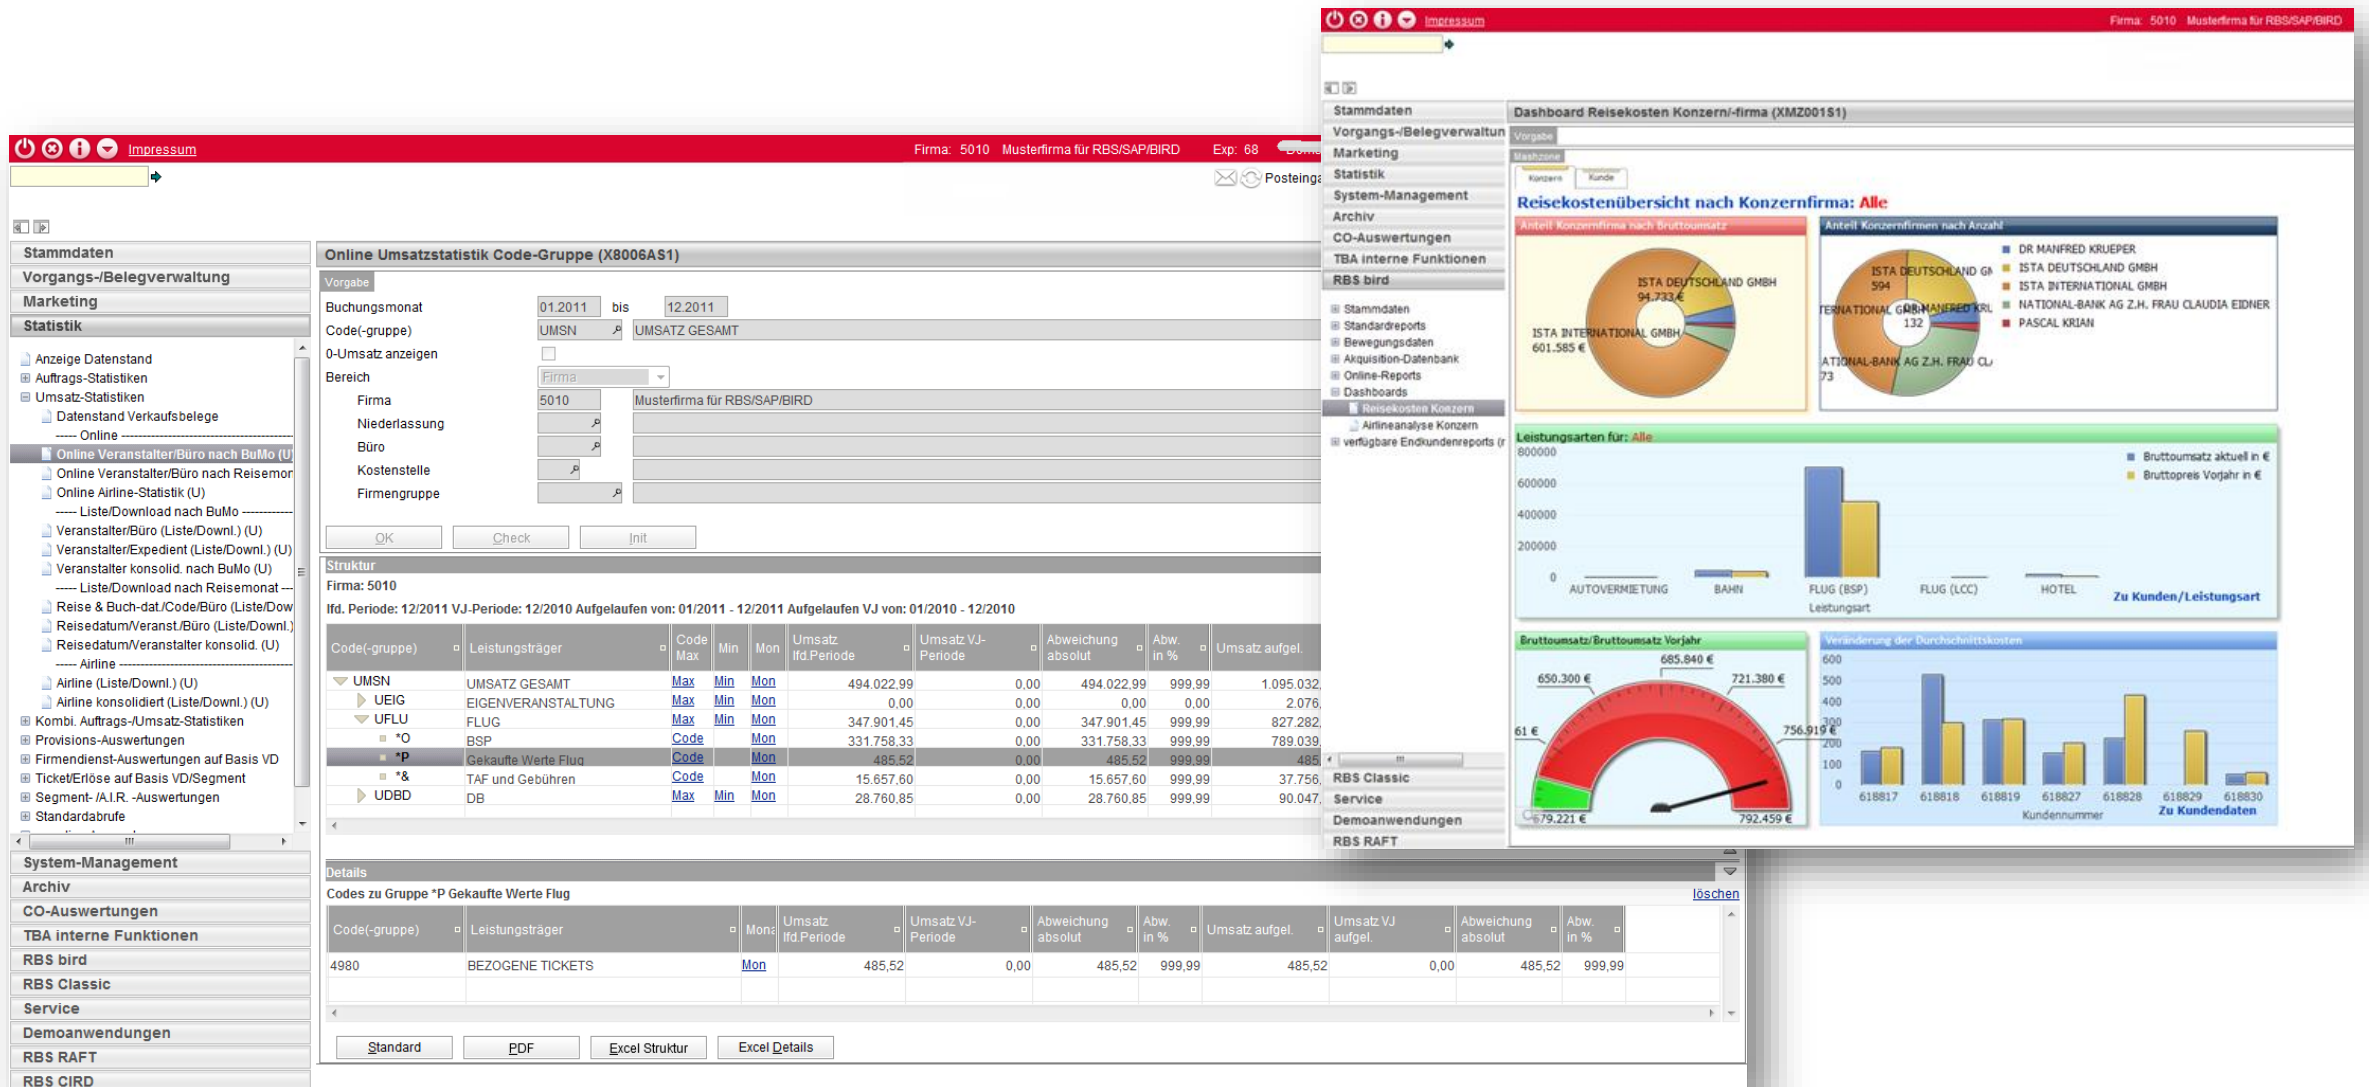 Impressum
Firma: 5010 Musterfirma für RBS/SAP/BIRD Exp: 68
Posteinga
Stammdaten
Vorgangs-/Belegverwaltung
Marketing
Statistik
Anzeige Datenstand
Auftrags-Statistiken
Umsatz-Statistiken
Datenstand Verkaufsbelege
----- Online -----
Online Veranstalter/Büro nach BuMo (U)
Online Veranstalter/Büro nach Reisemon
Online Airline-Statistik (U)
----- Liste/Download nach BuMo -----
Veranstalter/Büro (Liste/Downl.) (U)
Veranstalter/Expedient (Liste/Downl.) (U)
Veranstalter konsolid. nach BuMo (U)
----- Liste/Download nach Reisemonat ---
Reise & Buch-dat./Code/Büro (Liste/Dow
Reisedatum/Veranst./Büro (Liste/Downl.)
Reisedatum/Veranstalter konsolid. (U)
----- Airline -----
Airline (Liste/Downl.) (U)
Airline konsolidiert (Liste/Downl.) (U)
Kombi. Auftrags-/Umsatz-Statistiken
Provisions-Auswertungen
Firmendienst-Auswertungen auf Basis VD
Ticket/Erlöse auf Basis VD/Segment
Segment- /A.I.R. -Auswertungen
Standardabrufe
System-Management
Archiv
CO-Auswertungen
TBA interne Funktionen
RBS bird
RBS Classic
Service
Demoanwendungen
RBS RAFT
RBS CIRD
Online Umsatzstatistik Code-Gruppe (X8006AS1)
Vorgabe
Buchungsmonat 01.2011 bis 12.2011
Code(-gruppe) UMSN UMSATZ GESAMT
0-Umsatz anzeigen
Bereich Firma
Firma 5010 Musterfirma für RBS/SAP/BIRD
Niederlassung
Büro
Kostenstelle
Firmengruppe
OK Check Init
Struktur
Firma: 5010
lfd. Periode: 12/2011 VJ-Periode: 12/2010 Aufgelaufen von: 01/2011 - 12/2011 Aufgelaufen VJ von: 01/2010 - 12/2010
Code(-gruppe) Leistungsträger Code Max Min Mon Umsatz lfd.Periode Umsatz VJ-Periode Abweichung absolut Abw. in % Umsatz aufgel.
UMSN UMSATZ GESAMT Max Min Mon 494.022,99 0,00 494.022,99 999,99 1.095.032,
UEIG EIGENVERANSTALTUNG Max Min Mon 0,00 0,00 0,00 0,00 2.076,
UFLU FLUG Max Min Mon 347.901,45 0,00 347.901,45 999,99 827.282,
*O BSP Code Mon 331.758,33 0,00 331.758,33 999,99 789.039,
*P Gekaufte Werte Flug Code Mon 485,52 0,00 485,52 999,99 485,
*& TAF und Gebühren Code Mon 15.657,60 0,00 15.657,60 999,99 37.756,
UDBD DB Max Min Mon 28.760,85 0,00 28.760,85 999,99 90.047,
Details
Codes zu Gruppe *P Gekaufte Werte Flug löschen
Code(-gruppe) Leistungsträger Mona Umsatz lfd.Periode Umsatz VJ-Periode Abweichung absolut Abw. in % Umsatz aufgel. Umsatz VJ aufgel. Abweichung absolut Abw. in %
4980 BEZOGENE TICKETS Mon 485,52 0,00 485,52 999,99 485,52 0,00 485,52 999,99
Standard PDF Excel Struktur Excel Details
Impressum
Firma: 5010 Musterfirma für RBS/SAP/BIRD
Stammdaten
Vorgangs-/Belegverwaltun
Marketing
Statistik
System-Management
Archiv
CO-Auswertungen
TBA interne Funktionen
RBS bird
Stammdaten
Standardreports
Bewegungsdaten
Akquisition-Datenbank
Online-Reports
Dashboards
Reisekosten Konzern
Airlineanalyse Konzern
verfügbare Endkundenreports (r
RBS Classic
Service
Demoanwendungen
RBS RAFT
Dashboard Reisekosten Konzern/-firma (XMZ001S1)
Vorgabe
Mashzone
Konzern Kunde
Reisekostenübersicht nach Konzernfirma: Alle
Anteil Konzernfirma nach Bruttoumsatz
ISTA DEUTSCHLAND GMBH
94.733 €
ISTA INTERNATIONAL GMBH
601.585 €
Anteil Konzernfirmen nach Anzahl
ISTA DEUTSCHLAND GM
594
TERNATIONAL GMBH
DR MANFRED KRU
132
ATIONAL-BANK AG Z.H. FRAU CLA
73
DR MANFRED KRUEPER
ISTA DEUTSCHLAND GMBH
ISTA INTERNATIONAL GMBH
NATIONAL-BANK AG Z.H. FRAU CLAUDIA EIDNER
PASCAL KRIAN
Leistungsarten für: Alle
800000
600000
400000
200000
0
AUTOVERMIETUNG BAHN FLUG (BSP) FLUG (LCC) HOTEL
Leistungsart
Bruttoumsatz aktuell in €
Bruttopreis Vorjahr in €
Zu Kunden/Leistungsart
Bruttoumsatz/Bruttoumsatz Vorjahr
685.840 €
650.300 € 721.380 €
61 € 756.919 €
679.221 € 792.459 €
Veränderung der Durchschnittskosten
600
500
400
300
200
100
0
618817 618818 618819 618827 618828 618829 618830
Kundennummer
Zu Kundendaten